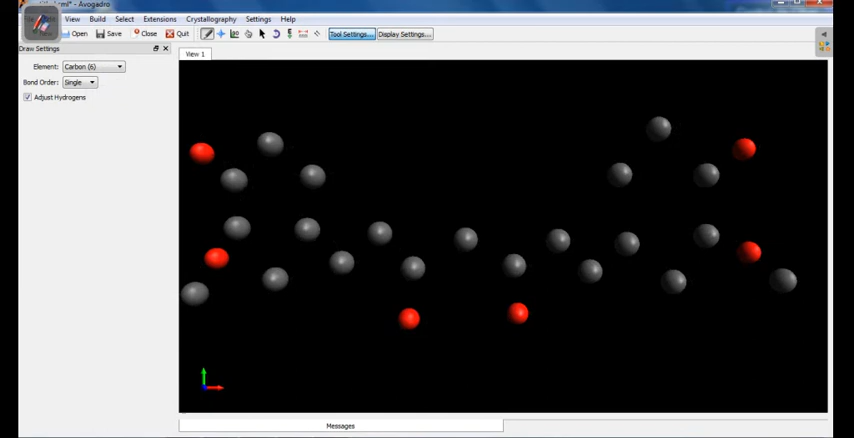 Avogadro
View Build Select Extensions Crystallography Settings Help
Open Save Close Quit
Tool Settings... Display Settings...
Draw Settings
View 1
Element: Carbon (6)
Bond Order: Single
Adjust Hydrogens
Messages